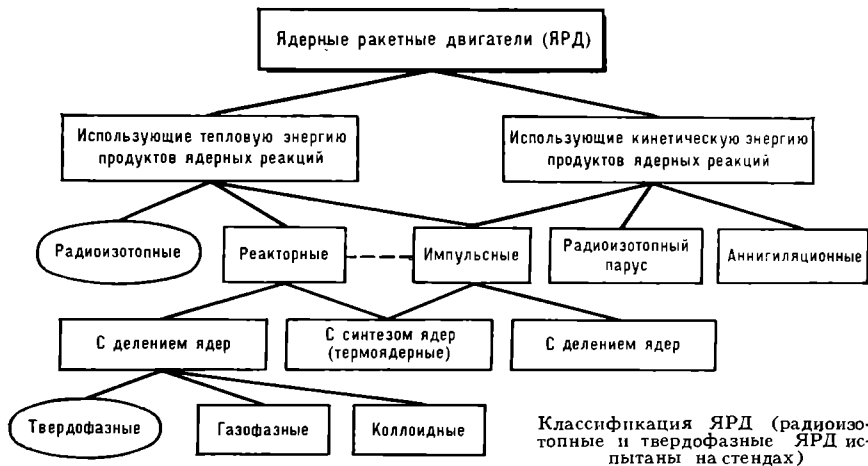 Ядерные ракетные двигатели (ЯРД)
Использующие тепловую энергию
продуктов ядерных реакций
Использующие кинетическую энергию
продуктов ядерных реакций
Радиоизотопные
Реакторные
Импульсные
Радиоизотопный
парус
Аннигиляционные
С делением ядер
С синтезом ядер
(термоядерные)
С делением ядер
Твердофазные
Газофазные
Коллоидные
Классификация ЯРД (радиоизо-
топные и твердофазные ЯРД ис-
пытаны на стендах)